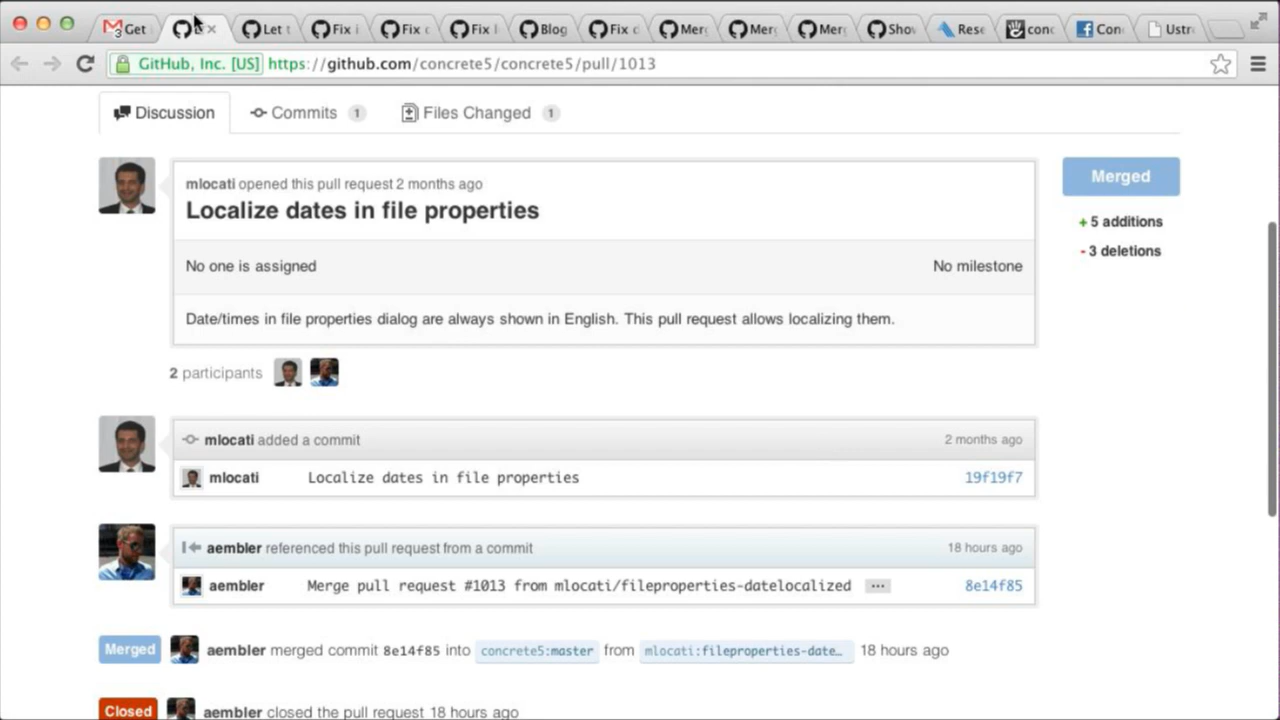 Get
Let t
Fix i
Fix c
Fix l
Blog
Fix c
Merg
Merg
Merg
Show
Rese
conc
Conc
Ustre
GitHub, Inc. [US] https://github.com/concrete5/concrete5/pull/1013
Discussion Commits 1 Files Changed 1
mlocati opened this pull request 2 months ago
Merged
Localize dates in file properties
+ 5 additions
- 3 deletions
No one is assigned No milestone
Date/times in file properties dialog are always shown in English. This pull request allows localizing them.
2 participants
mlocati added a commit 2 months ago
mlocati Localize dates in file properties 19f19f7
aembler referenced this pull request from a commit 18 hours ago
aembler Merge pull request #1013 from mlocati/fileproperties-datelocalized ... 8e14f85
Merged aembler merged commit 8e14f85 into concrete5:master from mlocati:fileproperties-date… 18 hours ago
Closed aembler closed the pull request 18 hours ago